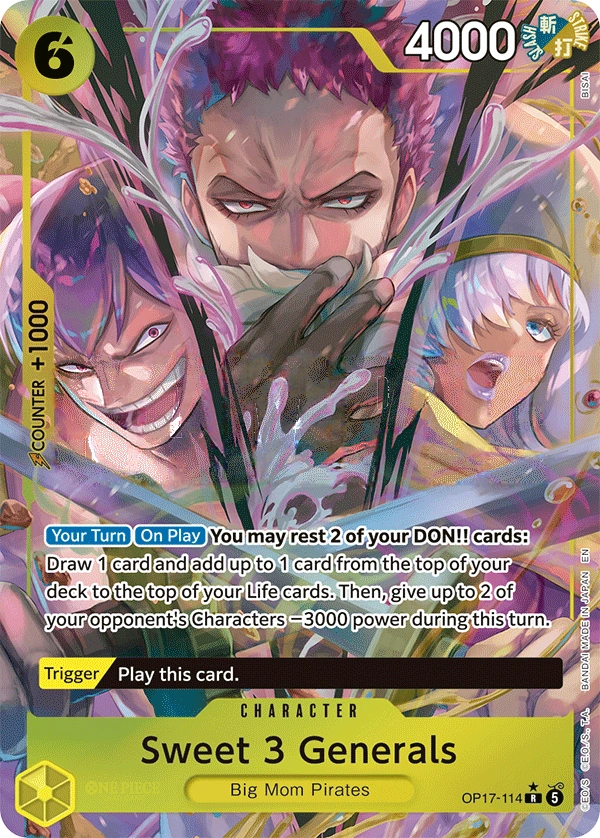 6
4000
SLASH 斬
打 STRIKE
BISAI
COUNTER +1000
Your Turn On Play You may rest 2 of your DON!! cards:
Draw 1 card and add up to 1 card from the top of your
deck to the top of your Life cards. Then, give up to 2 of
your opponent's Characters −3000 power during this turn.
Trigger Play this card.
CHARACTER
Sweet 3 Generals
Big Mom Pirates
ONE PIECE
OP17-114 R 5
©E.O/S ©E.O./S., T.A. BANDAI MADE IN JAPAN EN